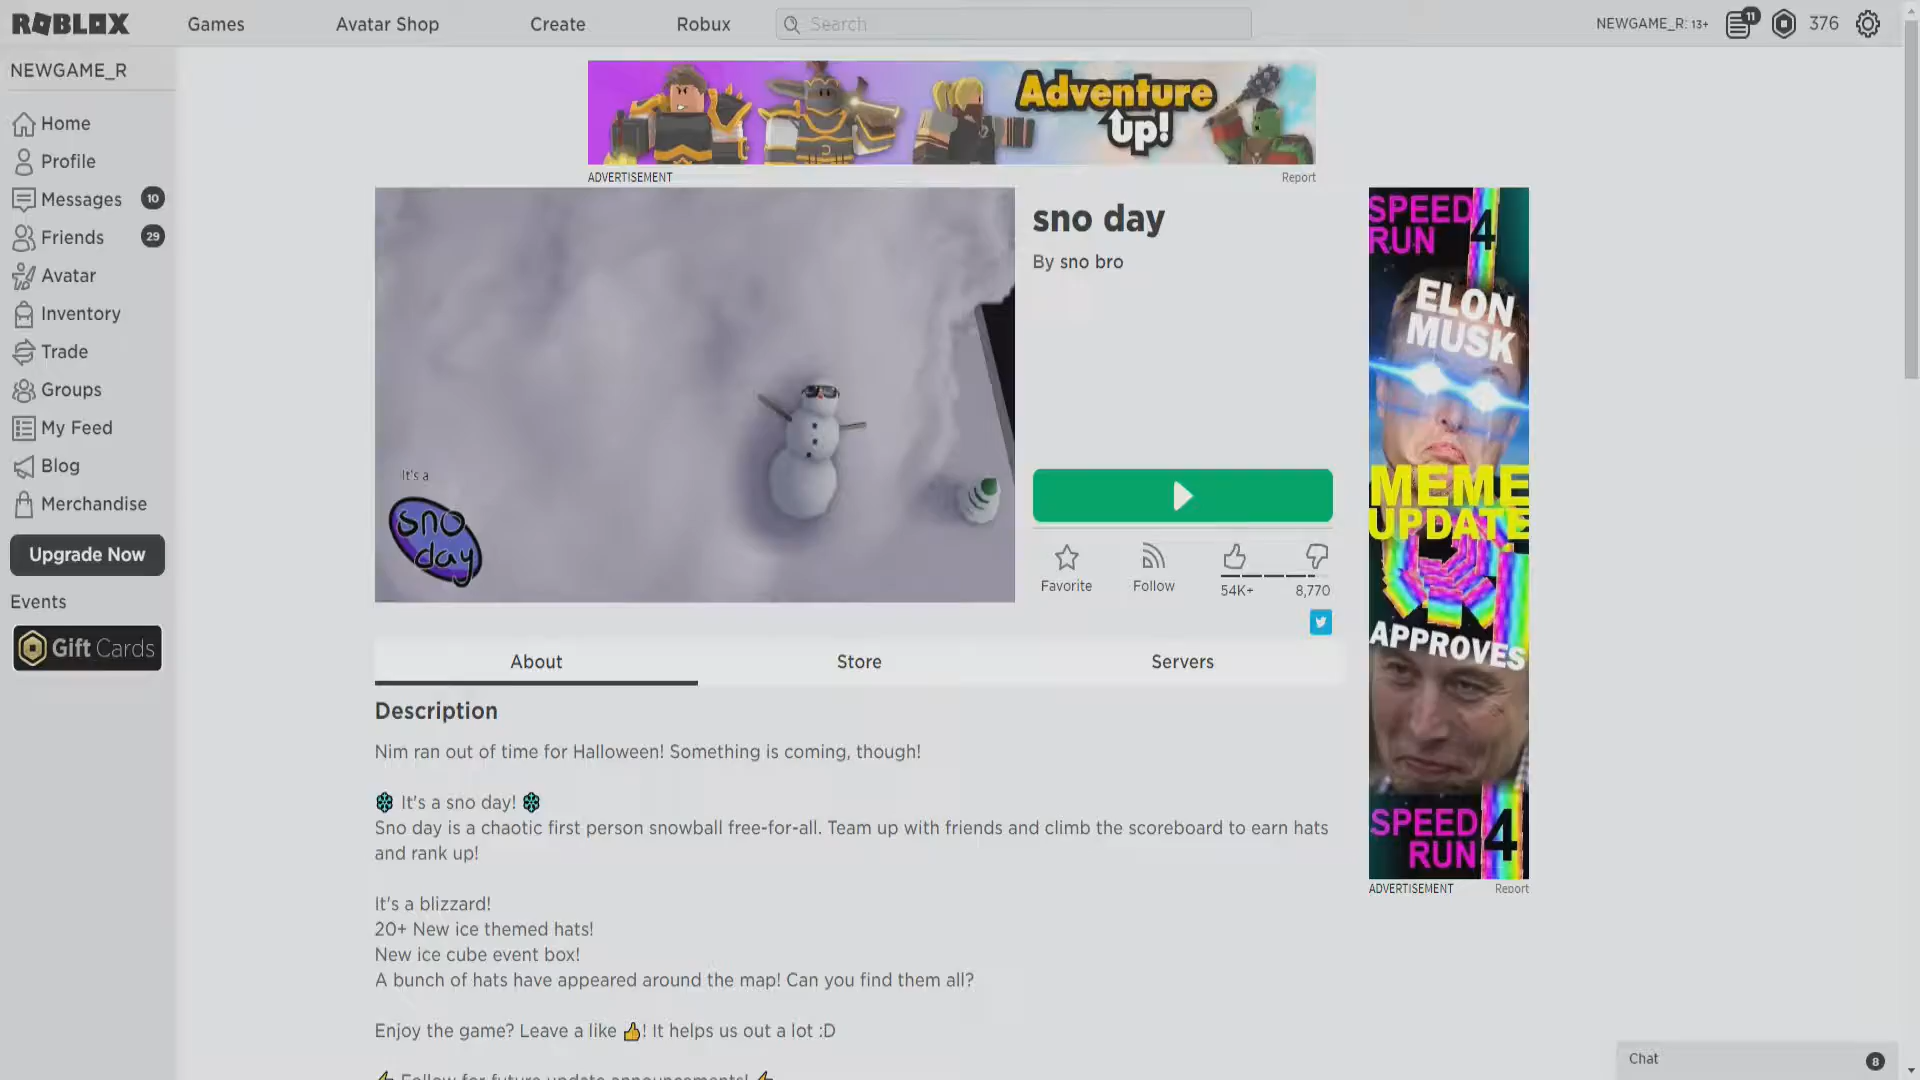 ROBLOX
Games
Avatar Shop
Create
Robux
Search
NEWGAME_R: 13+
11
376
NEWGAME_R
Home
Profile
Messages
10
Friends
29
Avatar
Inventory
Trade
Groups
My Feed
Blog
Merchandise
Upgrade Now
Events
Gift Cards
Adventure
Up!
ADVERTISEMENT
Report
It's a
sno
day
sno day
By sno bro
Favorite
Follow
54K+
8,770
About
Store
Servers
Description
Nim ran out of time for Halloween! Something is coming, though!
❄ It's a sno day! ❄
Sno day is a chaotic first person snowball free-for-all. Team up with friends and climb the scoreboard to earn hats
and rank up!
It's a blizzard!
20+ New ice themed hats!
New ice cube event box!
A bunch of hats have appeared around the map! Can you find them all?
Enjoy the game? Leave a like 👍! It helps us out a lot :D
⚡ Follow for future update announcements! ⚡
SPEED
RUN 4
ELON
MUSK
MEME
UPDATE
APPROVES
SPEED
RUN 4
ADVERTISEMENT
Report
Chat
8